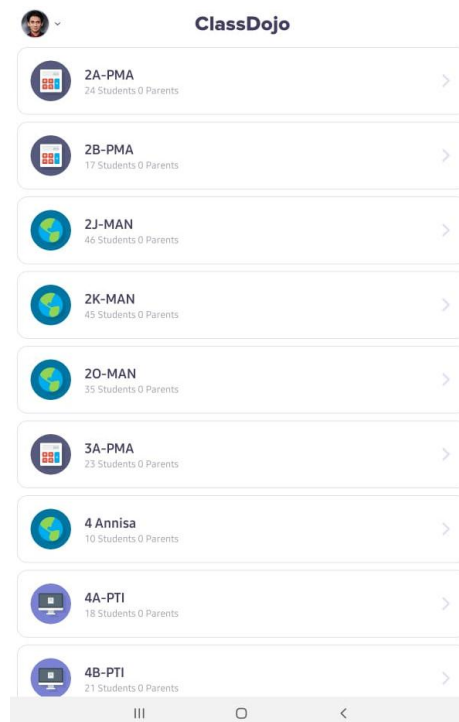 ClassDojo
2A-PMA
24 Students 0 Parents
2B-PMA
17 Students 0 Parents
2J-MAN
46 Students 0 Parents
2K-MAN
45 Students 0 Parents
2O-MAN
35 Students 0 Parents
3A-PMA
23 Students 0 Parents
4 Annisa
10 Students 0 Parents
4A-PTI
18 Students 0 Parents
4B-PTI
21 Students 0 Parents